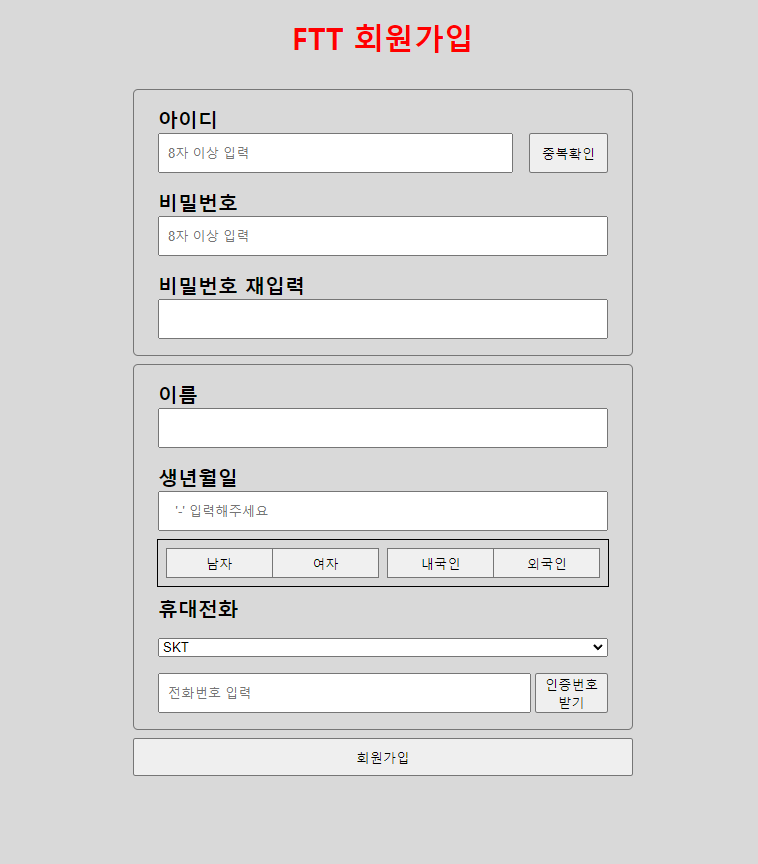 FTT 회원가입
아이디
8자 이상 입력 중복확인
비밀번호
8자 이상 입력
비밀번호 재입력
이름
생년월일
'-' 입력해주세요
남자 여자 내국인 외국인
휴대전화
SKT
전화번호 입력 인증번호
받기
회원가입